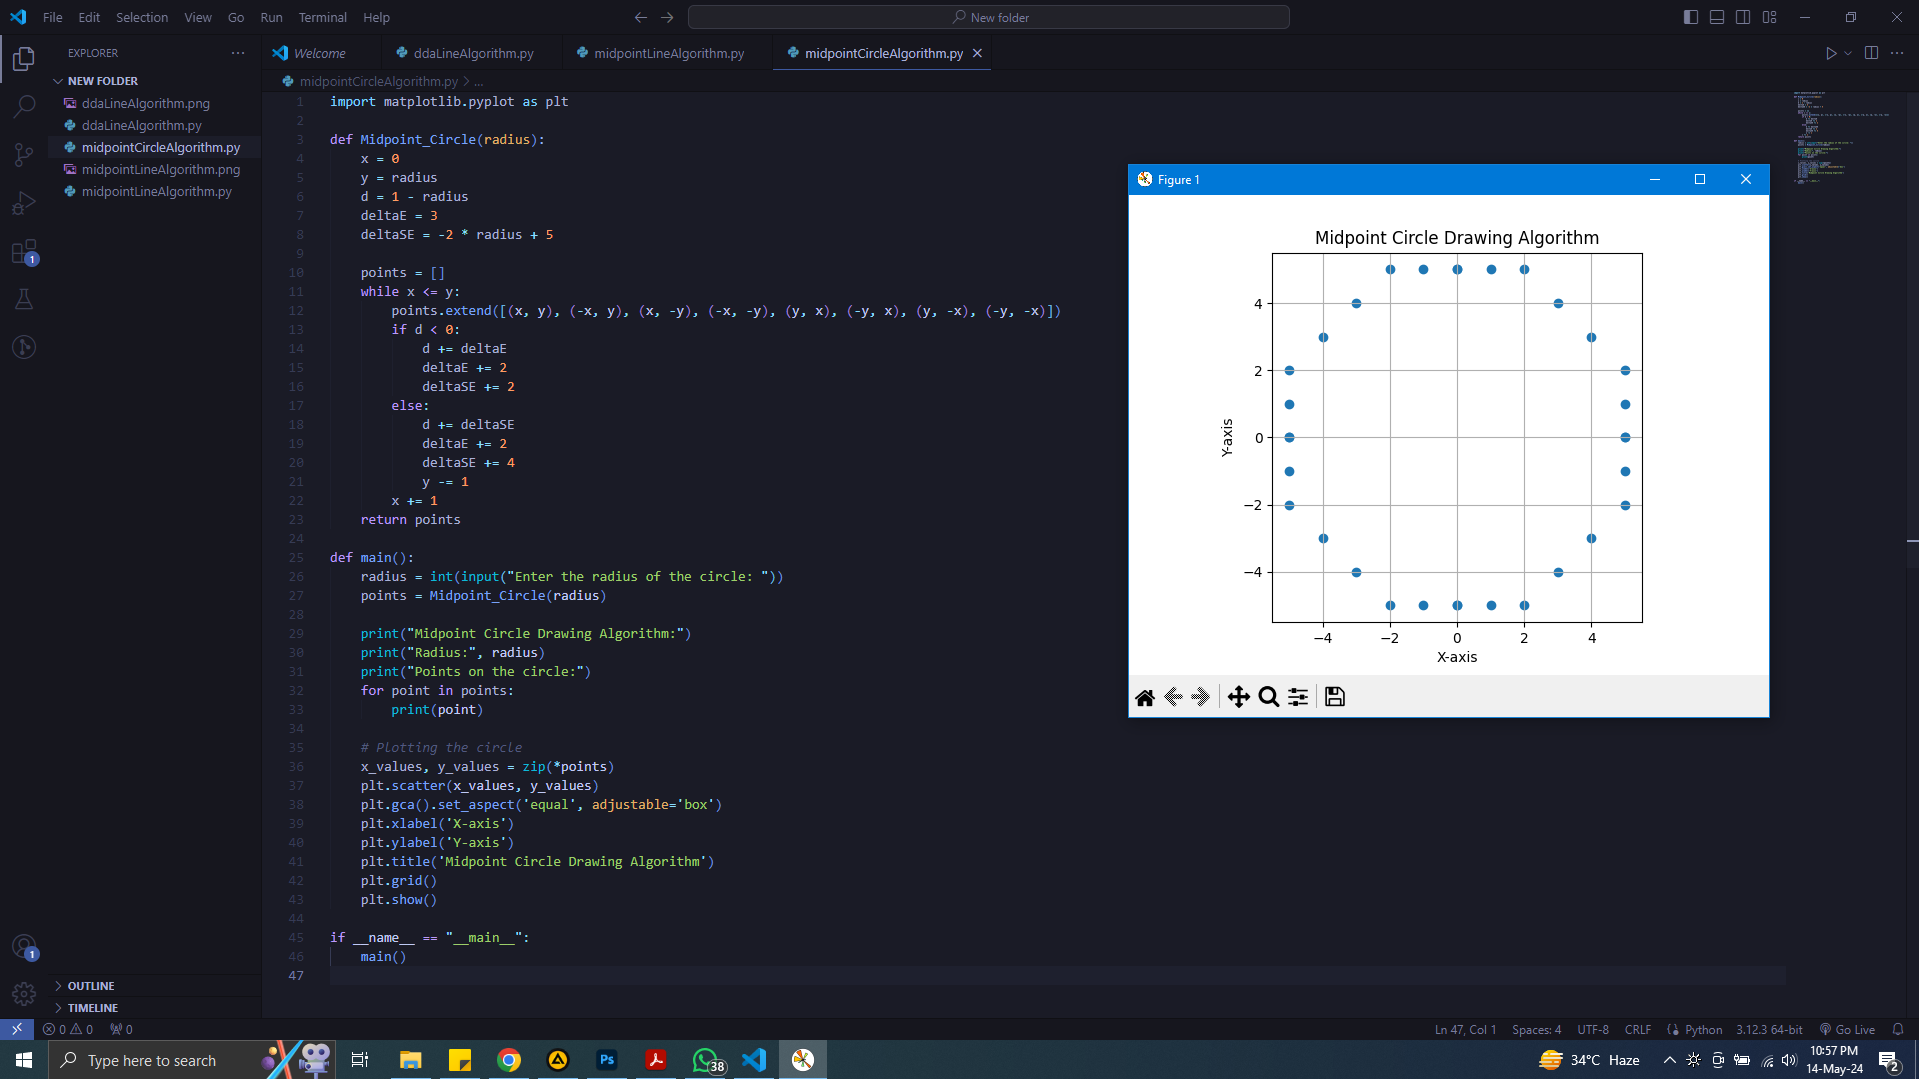 File Edit Selection View Go Run Terminal Help
New folder
EXPLORER
NEW FOLDER
ddaLineAlgorithm.png
ddaLineAlgorithm.py
midpointCircleAlgorithm.py
midpointLineAlgorithm.png
midpointLineAlgorithm.py
1
1
OUTLINE
TIMELINE
Welcome ddaLineAlgorithm.py midpointLineAlgorithm.py midpointCircleAlgorithm.py
midpointCircleAlgorithm.py > ...
1 import matplotlib.pyplot as plt
2
3 def Midpoint_Circle(radius):
4 x = 0
5 y = radius
6 d = 1 - radius
7 deltaE = 3
8 deltaSE = -2 * radius + 5
9
10 points = []
11 while x <= y:
12 points.extend([(x, y), (-x, y), (x, -y), (-x, -y), (y, x), (-y, x), (y, -x), (-y, -x)])
13 if d < 0:
14 d += deltaE
15 deltaE += 2
16 deltaSE += 2
17 else:
18 d += deltaSE
19 deltaE += 2
20 deltaSE += 4
21 y -= 1
22 x += 1
23 return points
24
25 def main():
26 radius = int(input("Enter the radius of the circle: "))
27 points = Midpoint_Circle(radius)
28
29 print("Midpoint Circle Drawing Algorithm:")
30 print("Radius:", radius)
31 print("Points on the circle:")
32 for point in points:
33 print(point)
34
35 # Plotting the circle
36 x_values, y_values = zip(*points)
37 plt.scatter(x_values, y_values)
38 plt.gca().set_aspect('equal', adjustable='box')
39 plt.xlabel('X-axis')
40 plt.ylabel('Y-axis')
41 plt.title('Midpoint Circle Drawing Algorithm')
42 plt.grid()
43 plt.show()
44
45 if __name__ == "__main__":
46 main()
47
Figure 1
Midpoint Circle Drawing Algorithm
4
2
0
−2
−4
Y-axis
−4 −2 0 2 4
X-axis
0 0 0
Ln 47, Col 1 Spaces: 4 UTF-8 CRLF Python 3.12.3 64-bit Go Live
Type here to search
Ps
38
34°C Haze
10:57 PM
14-May-24
2